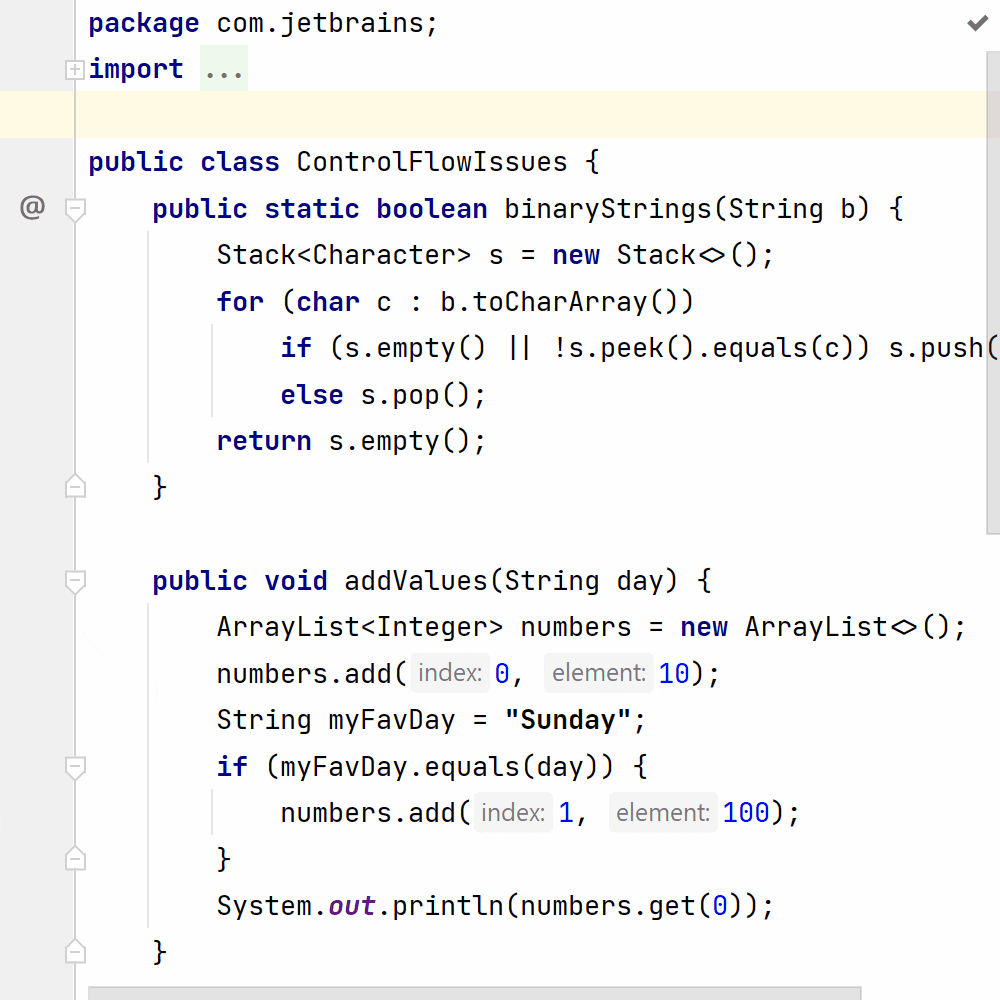 package com.jetbrains;
import ...
public class ControlFlowIssues {
@ public static boolean binaryStrings(String b) {
Stack<Character> s = new Stack<>();
for (char c : b.toCharArray())
if (s.empty() || !s.peek().equals(c)) s.push(
else s.pop();
return s.empty();
}
public void addValues(String day) {
ArrayList<Integer> numbers = new ArrayList<>();
numbers.add( index: 0, element: 10);
String myFavDay = "Sunday";
if (myFavDay.equals(day)) {
numbers.add( index: 1, element: 100);
}
System.out.println(numbers.get(0));
}